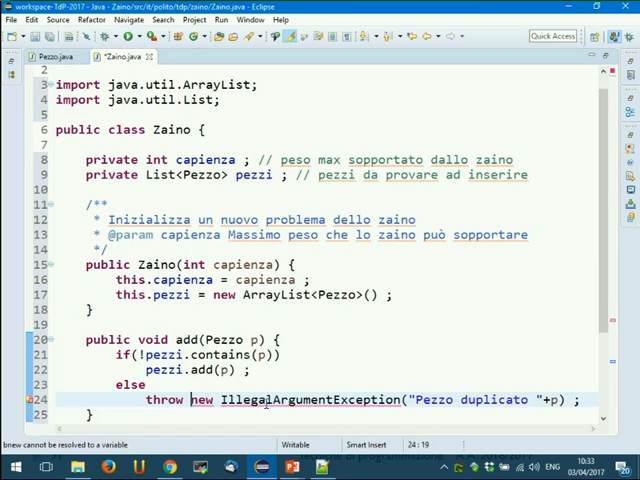 workspace-TdP-2017 - Java - Zaino/src/it/polito/tdp/zaino/Zaino.java - Eclipse
File Edit Source Refactor Navigate Search Project Run Window Help
Quick Access
Pezzo.java *Zaino.java
2
3 import java.util.ArrayList;
4 import java.util.List;
5
6 public class Zaino {
7
8 private int capienza ; // peso max sopportato dallo zaino
9 private List<Pezzo> pezzi ; // pezzi da provare ad inserire
10
11 /**
12 * Inizializza un nuovo problema dello zaino
13 * @param capienza Massimo peso che lo zaino può sopportare
14 */
15 public Zaino(int capienza) {
16 this.capienza = capienza ;
17 this.pezzi = new ArrayList<Pezzo>() ;
18 }
19
20 public void add(Pezzo p) {
21 if(!pezzi.contains(p))
22 pezzi.add(p) ;
23 else
24 throw new IllegalArgumentException("Pezzo duplicato "+p) ;
25 }
bnew cannot be resolved to a variable
Writable
Smart Insert
24 : 19
10:33
03/04/2017
20